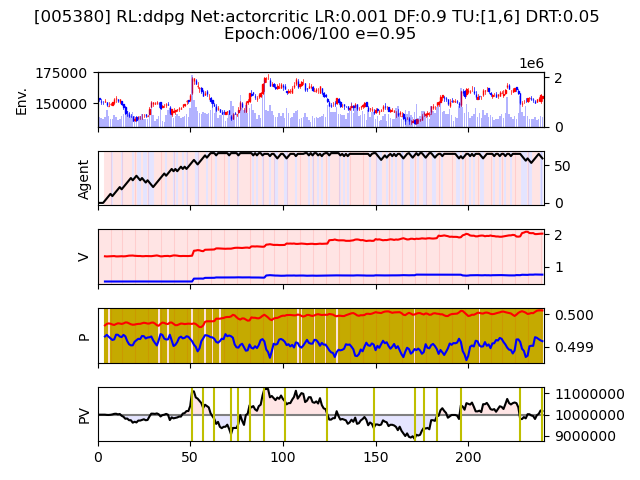 [005380] RL:ddpg Net:actorcritic LR:0.001 DF:0.9 TU:[1,6] DRT:0.05
Epoch:006/100 e=0.95
1e6
175000
150000
Env.
2
0
Agent
50
0
V
2
1
P
0.500
0.499
PV
11000000
10000000
9000000
0
50
100
150
200